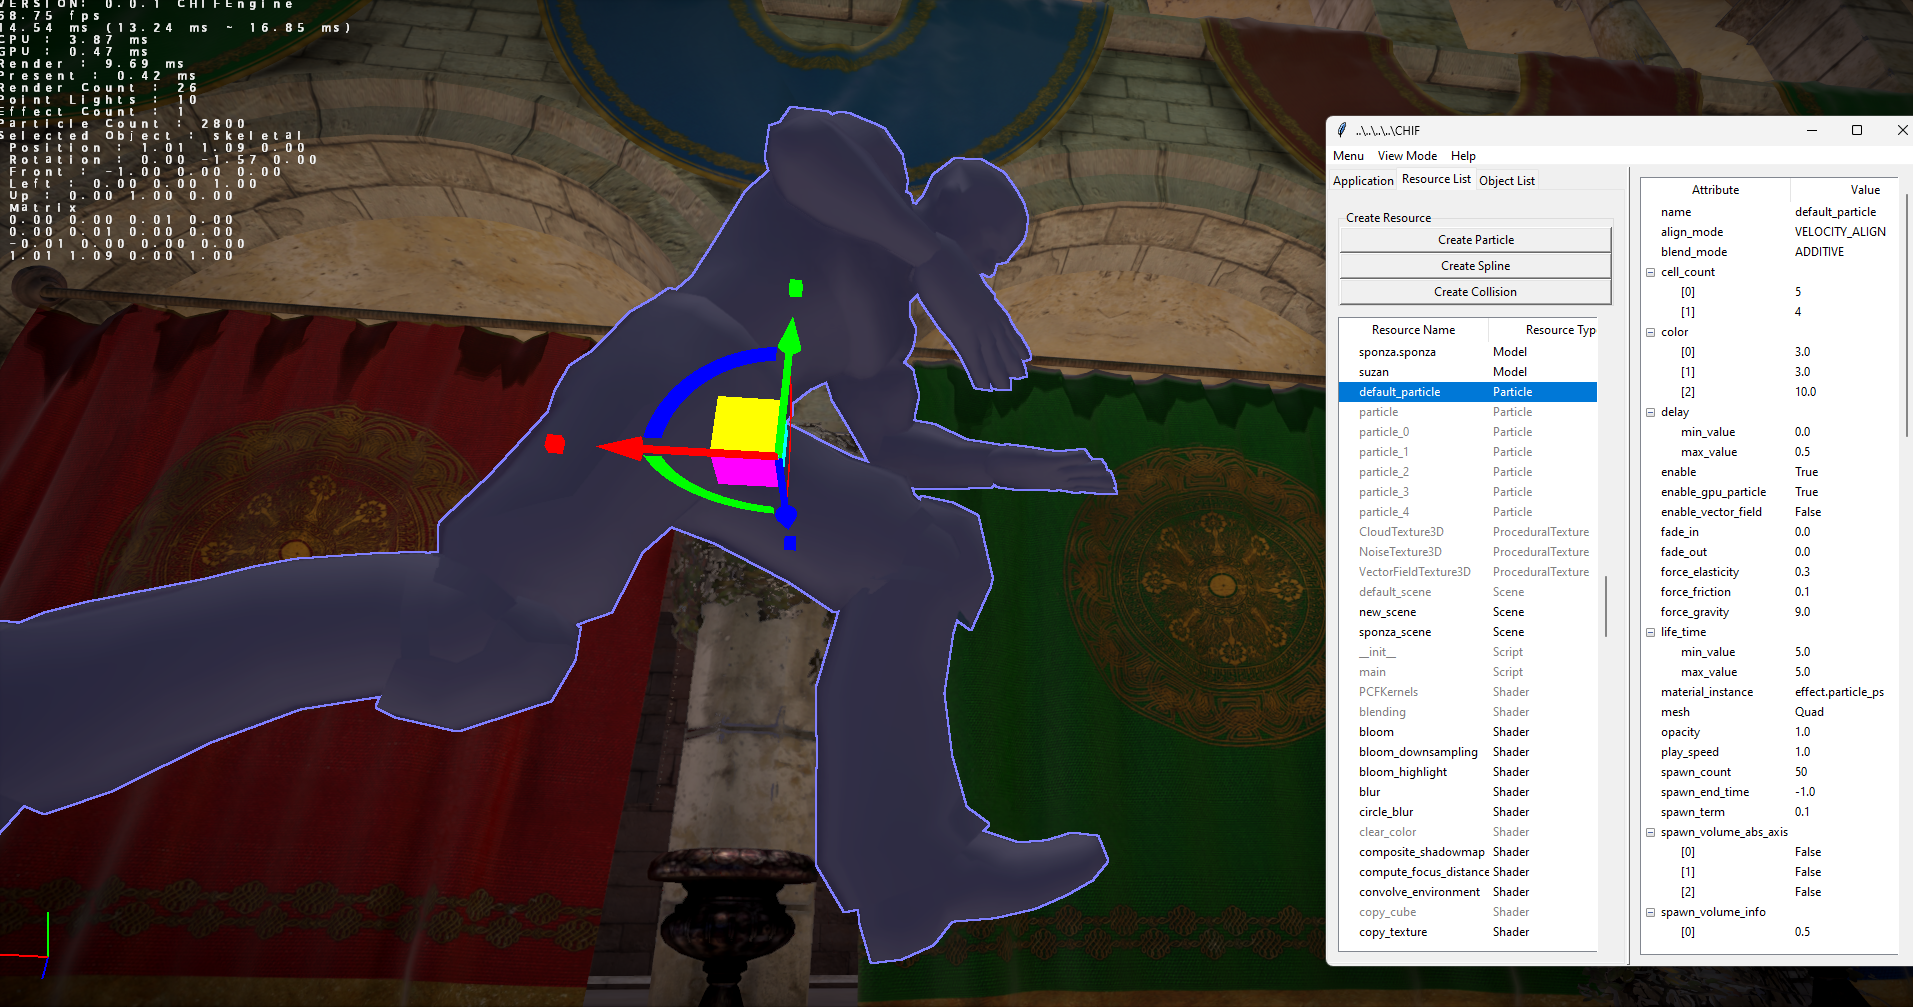 VERSION: 0.0.1 CHIFEngine
58.75 fps
14.54 ms (13.24 ms ~ 16.85 ms)
CPU : 3.87 ms
GPU : 0.47 ms
Render : 9.69 ms
Present : 0.42 ms
Render Count : 26
Point Lights : 10
Effect Count : 1
Particle Count : 2800
Selected Object : skeletal
Position : 1.01 1.09 0.00
Rotation : 0.00 -1.57 0.00
Front : -1.00 0.00 0.00
Left : 0.00 0.00 1.00
Up : 0.00 1.00 0.00
Matrix
0.00 0.00 0.01 0.00
0.00 0.01 0.00 0.00
-0.01 0.00 0.00 0.00
1.01 1.09 0.00 1.00
..\..\..\..\CHIF
Menu View Mode Help
Application Resource List Object List
Create Resource
Create Particle
Create Spline
Create Collision
Resource Name Resource Typ
sponza.sponza Model
suzan Model
default_particle Particle
particle Particle
particle_0 Particle
particle_1 Particle
particle_2 Particle
particle_3 Particle
particle_4 Particle
CloudTexture3D ProceduralTexture
NoiseTexture3D ProceduralTexture
VectorFieldTexture3D ProceduralTexture
default_scene Scene
new_scene Scene
sponza_scene Scene
__init__ Script
main Script
PCFKernels Shader
blending Shader
bloom Shader
bloom_downsampling Shader
bloom_highlight Shader
blur Shader
circle_blur Shader
clear_color Shader
composite_shadowmap Shader
compute_focus_distance Shader
convolve_environment Shader
copy_cube Shader
copy_texture Shader
Attribute Value
name default_particle
align_mode VELOCITY_ALIGN
blend_mode ADDITIVE
cell_count
[0] 5
[1] 4
color
[0] 3.0
[1] 3.0
[2] 10.0
delay
min_value 0.0
max_value 0.5
enable True
enable_gpu_particle True
enable_vector_field False
fade_in 0.0
fade_out 0.0
force_elasticity 0.3
force_friction 0.1
force_gravity 9.0
life_time
min_value 5.0
max_value 5.0
material_instance effect.particle_ps
mesh Quad
opacity 1.0
play_speed 1.0
spawn_count 50
spawn_end_time -1.0
spawn_term 0.1
spawn_volume_abs_axis
[0] False
[1] False
[2] False
spawn_volume_info
[0] 0.5